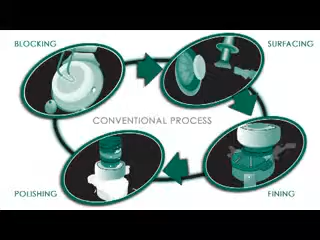 BLOCKING
SURFACING
CONVENTIONAL PROCESS
POLISHING
FINING